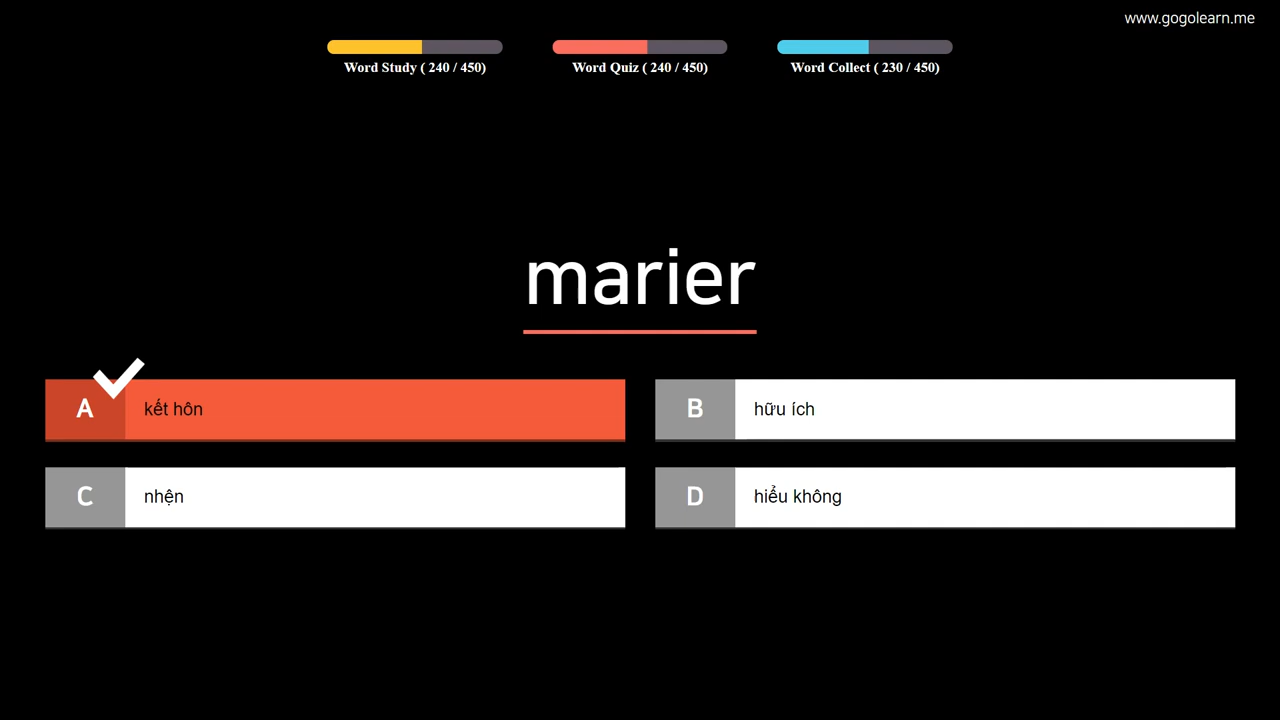 www.gogolearn.me
Word Study ( 240 / 450)
Word Quiz ( 240 / 450)
Word Collect ( 230 / 450)
marier
A kết hôn
B hữu ích
C nhện
D hiểu không